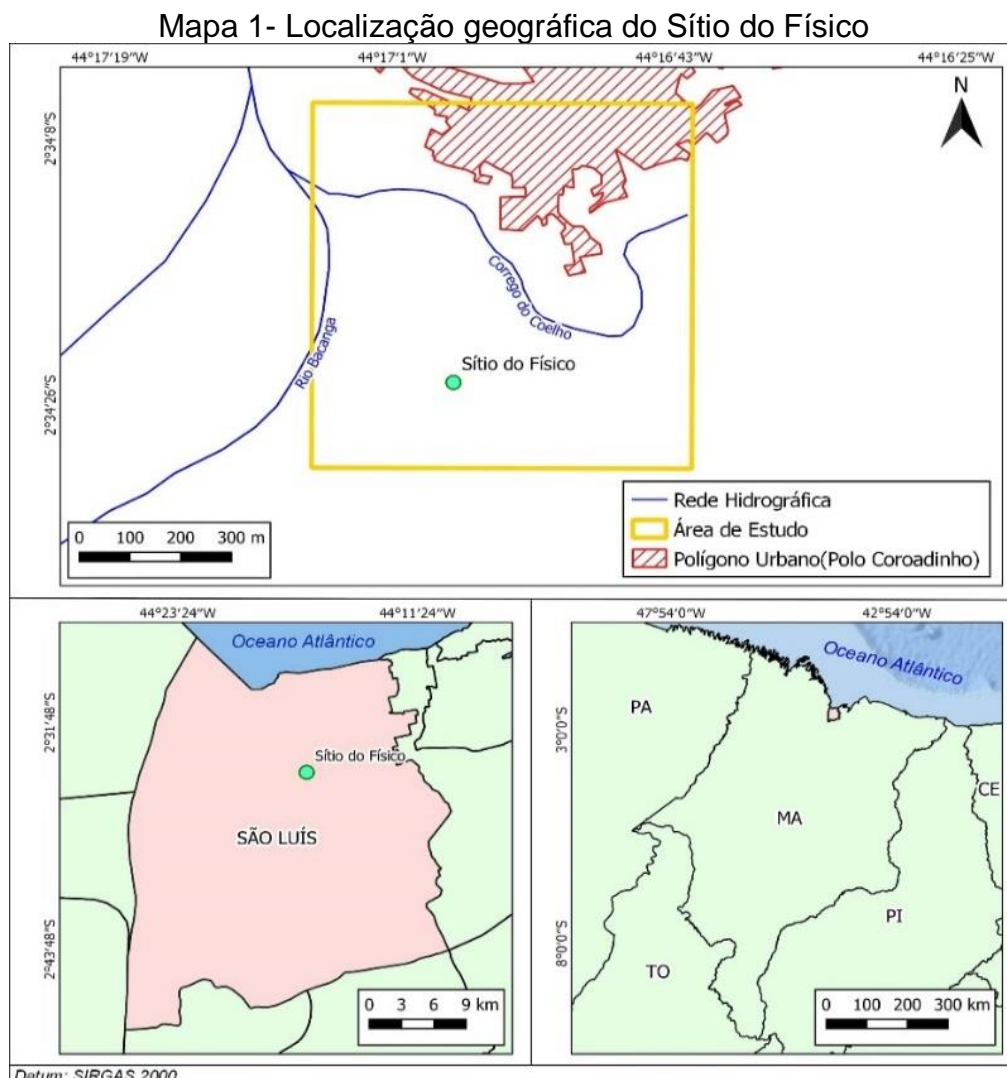 Mapa 1- Localização geográfica do Sítio do Físico
44°17'19"W 44°17'1"W 44°16'43"W 44°16'25"W
N
2°34'8"S
Corrego do Coelho
Rio Bacanga
Sítio do Físico
2°34'26"S
0 100 200 300 m
Rede Hidrográfica
Área de Estudo
Polígono Urbano(Polo Coroadinho)
44°23'24"W 44°11'24"W
Oceano Atlântico
2°31'48"S
Sítio do Físico
SÃO LUÍS
2°43'48"S
0 3 6 9 km
47°54'0"W 42°54'0"W
Oceano Atlântico
PA
3°0'0"S
CE
MA
PI
8°0'0"S
TO
0 100 200 300 km
Datum: SIRGAS 2000